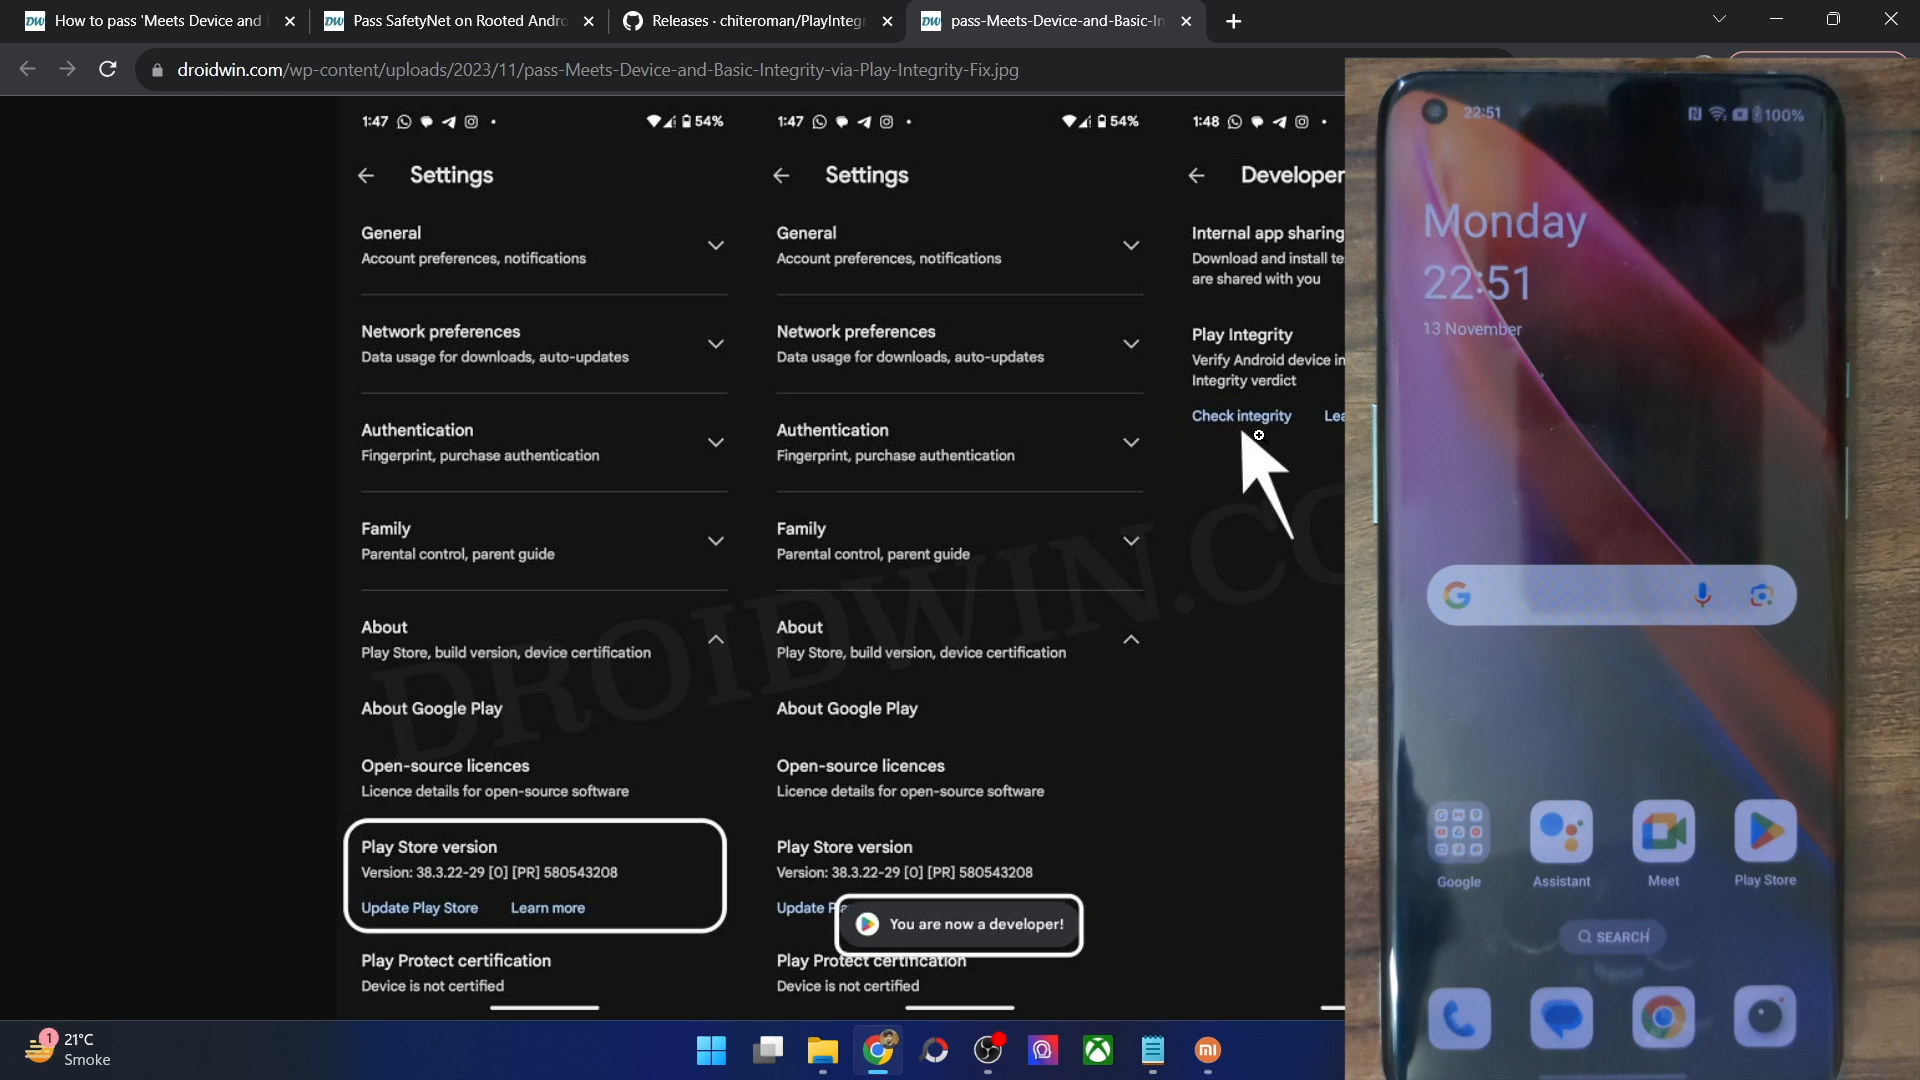 How to pass 'Meets Device and
Pass SafetyNet on Rooted Andro
Releases · chiteroman/PlayIntegr
pass-Meets-Device-and-Basic-In
droidwin.com/wp-content/uploads/2023/11/pass-Meets-Device-and-Basic-Integrity-via-Play-Integrity-Fix.jpg
1:47
54%
Settings
General
Account preferences, notifications
Network preferences
Data usage for downloads, auto-updates
Authentication
Fingerprint, purchase authentication
Family
Parental control, parent guide
About
Play Store, build version, device certification
About Google Play
Open-source licences
Licence details for open-source software
Play Store version
Version: 38.3.22-29 [0] [PR] 580543208
Update Play Store Learn more
Play Protect certification
Device is not certified
1:47
54%
Settings
General
Account preferences, notifications
Network preferences
Data usage for downloads, auto-updates
Authentication
Fingerprint, purchase authentication
Family
Parental control, parent guide
About
Play Store, build version, device certification
About Google Play
Open-source licences
Licence details for open-source software
Play Store version
Version: 38.3.22-29 [0] [PR] 580543208
Update Pla
You are now a developer!
Play Protect certification
Device is not certified
1:48
Developer
Internal app sharing
Download and install te
are shared with you
Play Integrity
Verify Android device in
Integrity verdict
Check integrity Lea
DROIDWIN.CO
22:51
100%
Monday
22:51
13 November
Google
Assistant
Meet
Play Store
SEARCH
1
21°C
Smoke